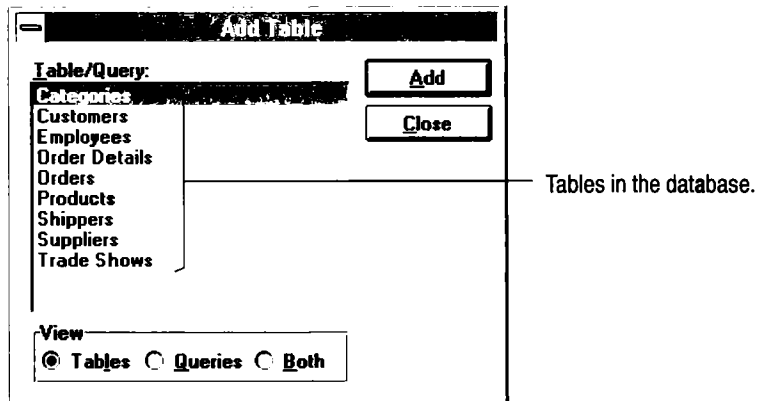 Add Table
Table/Query:
Categories
Customers
Employees
Order Details
Orders
Products
Shippers
Suppliers
Trade Shows
Add
Close
Tables in the database.
View
Tables Queries Both